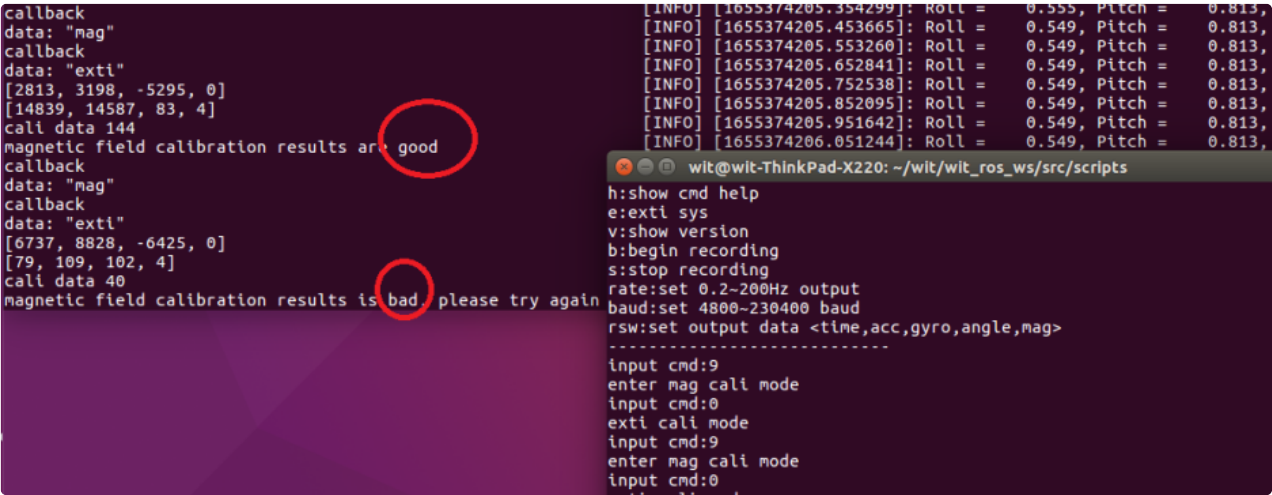 callback
data: "mag"
callback
data: "exti"
[2813, 3198, -5295, 0]
[14839, 14587, 83, 4]
cali data 144
magnetic field calibration results are good
callback
data: "mag"
callback
data: "exti"
[6737, 8828, -6425, 0]
[79, 109, 102, 4]
cali data 40
magnetic field calibration results is bad, please try again
[INFO] [1655374205.354299]: Roll = 0.555, Pitch = 0.813,
[INFO] [1655374205.453665]: Roll = 0.549, Pitch = 0.813,
[INFO] [1655374205.553260]: Roll = 0.549, Pitch = 0.813,
[INFO] [1655374205.652841]: Roll = 0.549, Pitch = 0.813,
[INFO] [1655374205.752538]: Roll = 0.549, Pitch = 0.813,
[INFO] [1655374205.852095]: Roll = 0.549, Pitch = 0.813,
[INFO] [1655374205.951642]: Roll = 0.549, Pitch = 0.813,
[INFO] [1655374206.051244]: Roll = 0.549, Pitch = 0.813,
wit@wit-ThinkPad-X220: ~/wit/wit_ros_ws/src/scripts
h:show cmd help
e:exti sys
v:show version
b:begin recording
s:stop recording
rate:set 0.2~200Hz output
baud:set 4800~230400 baud
rsw:set output data <time,acc,gyro,angle,mag>
----------------------------
input cmd:9
enter mag cali mode
input cmd:0
exti cali mode
input cmd:9
enter mag cali mode
input cmd:0